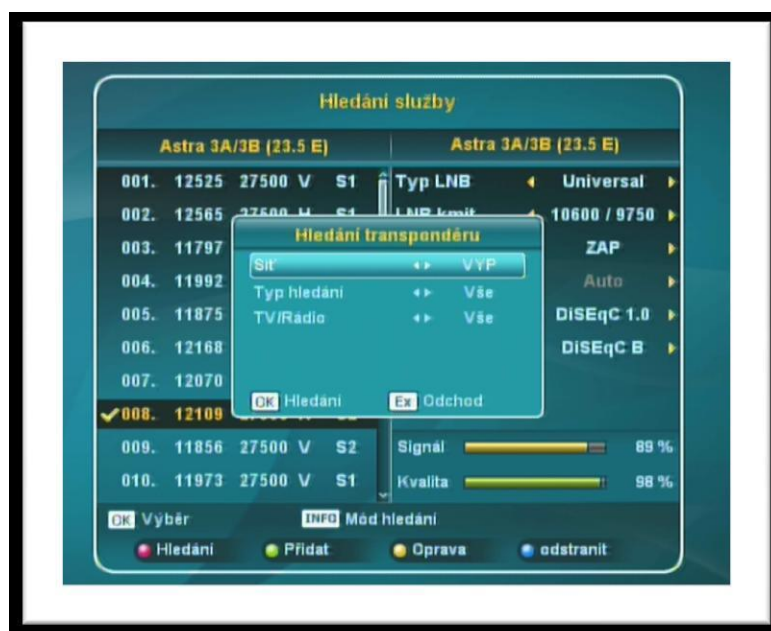 Hledání služby
Astra 3A/3B (23.5 E)
Astra 3A/3B (23.5 E)
001. 12525 27500 V S1
Typ LNB Universal
002. 12565 27500 H S1
LNB kmit 10600 / 9750
003. 11797
ZAP
004. 11992
Auto
005. 11875
DiSEqC 1.0
006. 12168
DiSEqC B
007. 12070
008. 12109
009. 11856 27500 V S2
Signál 89 %
010. 11973 27500 V S1
Kvalita 98 %
Hledání transpondéru
Síť VYP
Typ hledání Vše
TV/Rádio Vše
OK Hledání Ex Odchod
OK Výběr INFO Mód hledání
Hledání Přidat Oprava odstranit